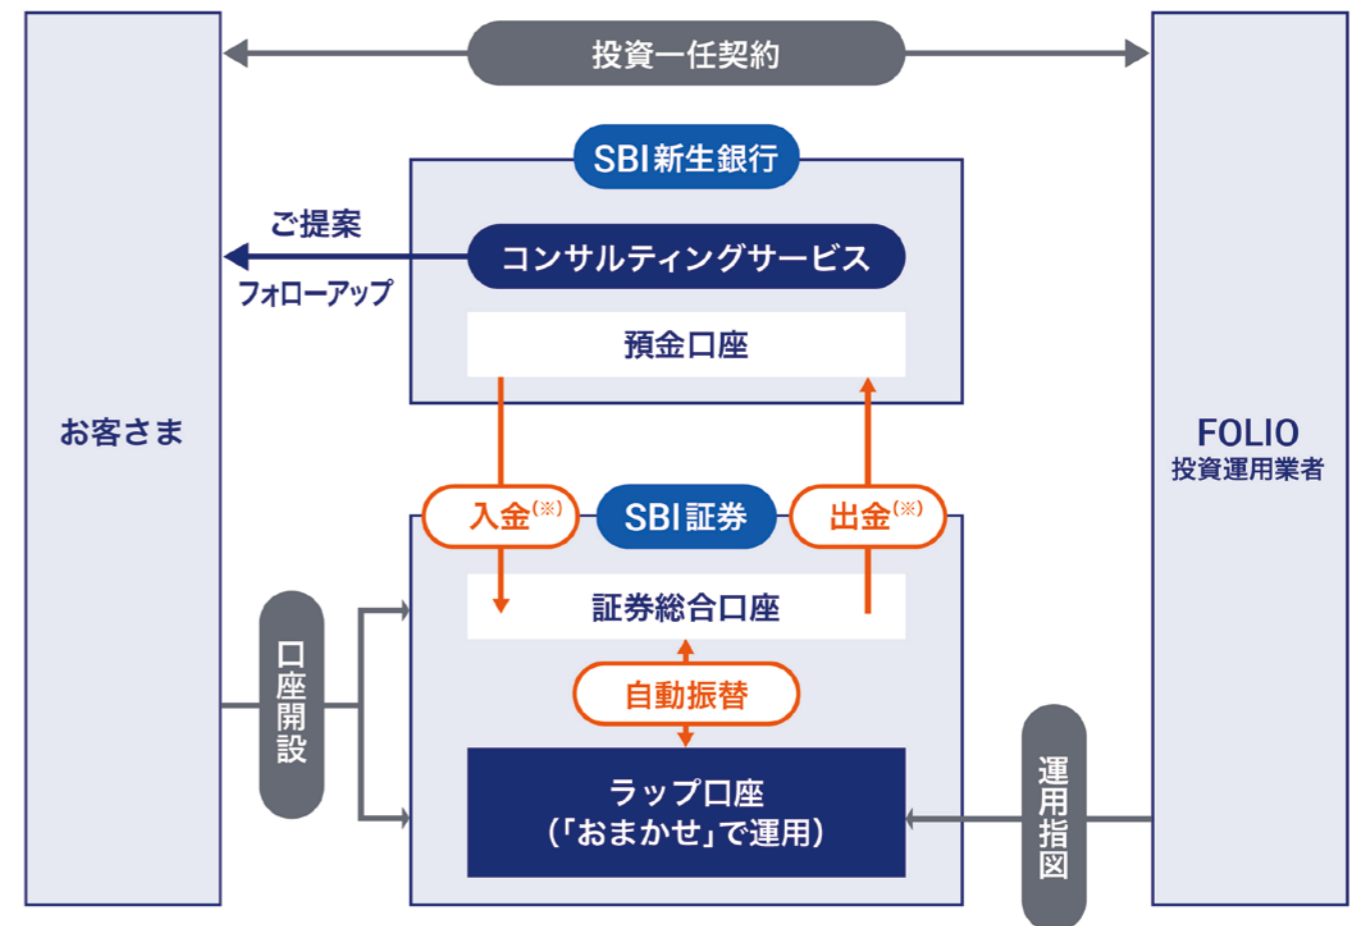 投資一任契約
SBI新生銀行
ご提案
コンサルティングサービス
フォローアップ
預金口座
お客さま
FOLIO
投資運用業者
入金(※)
SBI証券
出金(※)
証券総合口座
口座開設
自動振替
ラップ口座
(「おまかせ」で運用)
運用指図